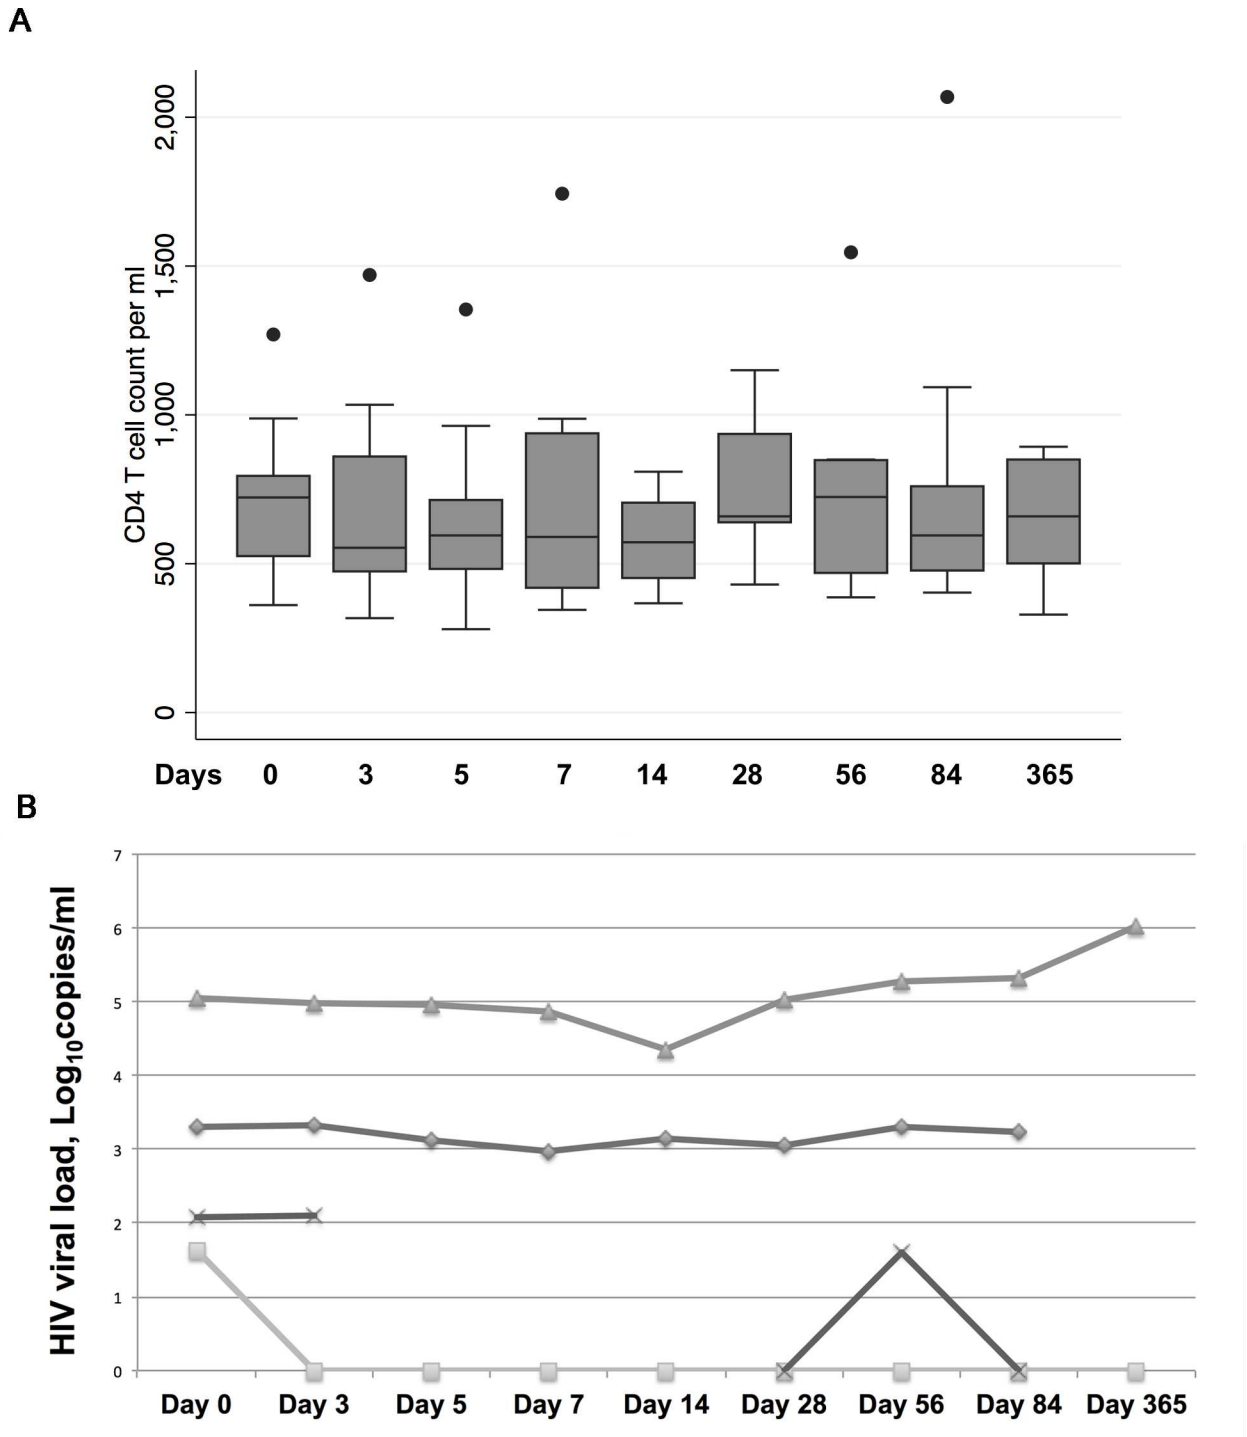 A
2,000
1,500
1,000
500
0
CD4 T cell count per ml
Days 0 3 5 7 14 28 56 84 365
B
7
6
5
4
3
2
1
0
HIV viral load, Log10copies/ml
Day 0 Day 3 Day 5 Day 7 Day 14 Day 28 Day 56 Day 84 Day 365